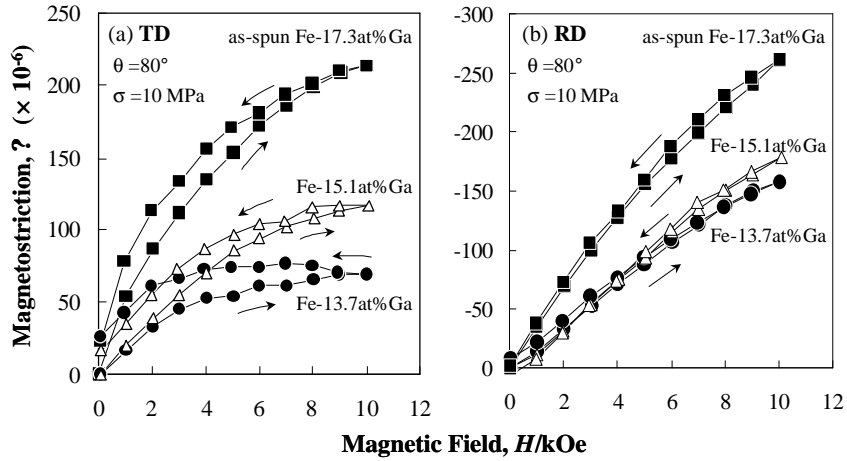 (a) TD
as-spun Fe-17.3at%Ga
θ =80°
σ =10 MPa
Fe-15.1at%Ga
Fe-13.7at%Ga
250
200
150
100
50
0
0 2 4 6 8 10 12
Magnetostriction, ? (× 10⁻⁶)
(b) RD
as-spun Fe-17.3at%Ga
θ =80°
σ =10 MPa
Fe-15.1at%Ga
Fe-13.7at%Ga
-300
-250
-200
-150
-100
-50
0
0 2 4 6 8 10 12
Magnetic Field, H/kOe